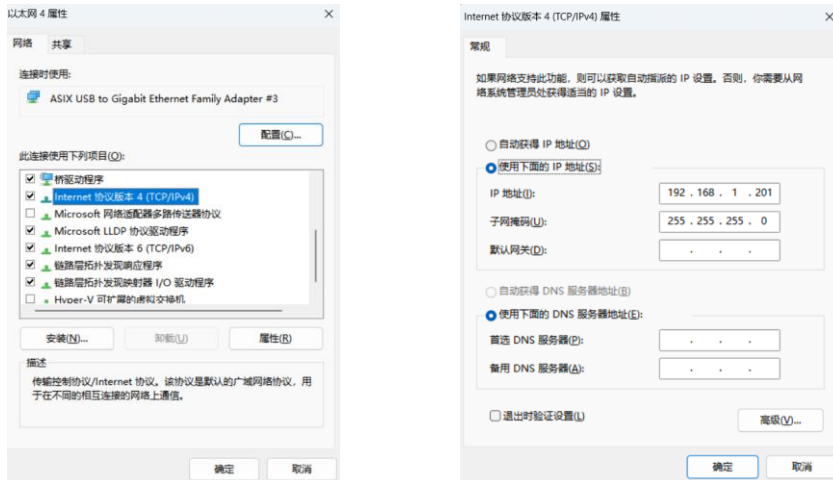 以太网 4 属性
网络 共享
连接时使用:
ASIX USB to Gigabit Ethernet Family Adapter #3
配置(C)...
此连接使用下列项目(O):
桥驱动程序
Internet 协议版本 4 (TCP/IPv4)
Microsoft 网络适配器多路传送器协议
Microsoft LLDP 协议驱动程序
Internet 协议版本 6 (TCP/IPv6)
链路层拓扑发现响应程序
链路层拓扑发现映射器 I/O 驱动程序
Hyper-V 可扩展的虚拟交换机
安装(N)... 卸载(U) 属性(R)
描述
传输控制协议/Internet 协议。该协议是默认的广域网络协议，用
于在不同的相互连接的网络上通信。
确定 取消
Internet 协议版本 4 (TCP/IPv4) 属性
常规
如果网络支持此功能，则可以获取自动指派的 IP 设置。否则，你需要从网
络系统管理员处获得适当的 IP 设置。
自动获得 IP 地址(O)
使用下面的 IP 地址(S):
IP 地址(I): 192 . 168 . 1 . 201
子网掩码(U): 255 . 255 . 255 . 0
默认网关(D): . . .
自动获得 DNS 服务器地址(B)
使用下面的 DNS 服务器地址(E):
首选 DNS 服务器(P): . . .
备用 DNS 服务器(A): . . .
退出时验证设置(L)
高级(V)...
确定 取消